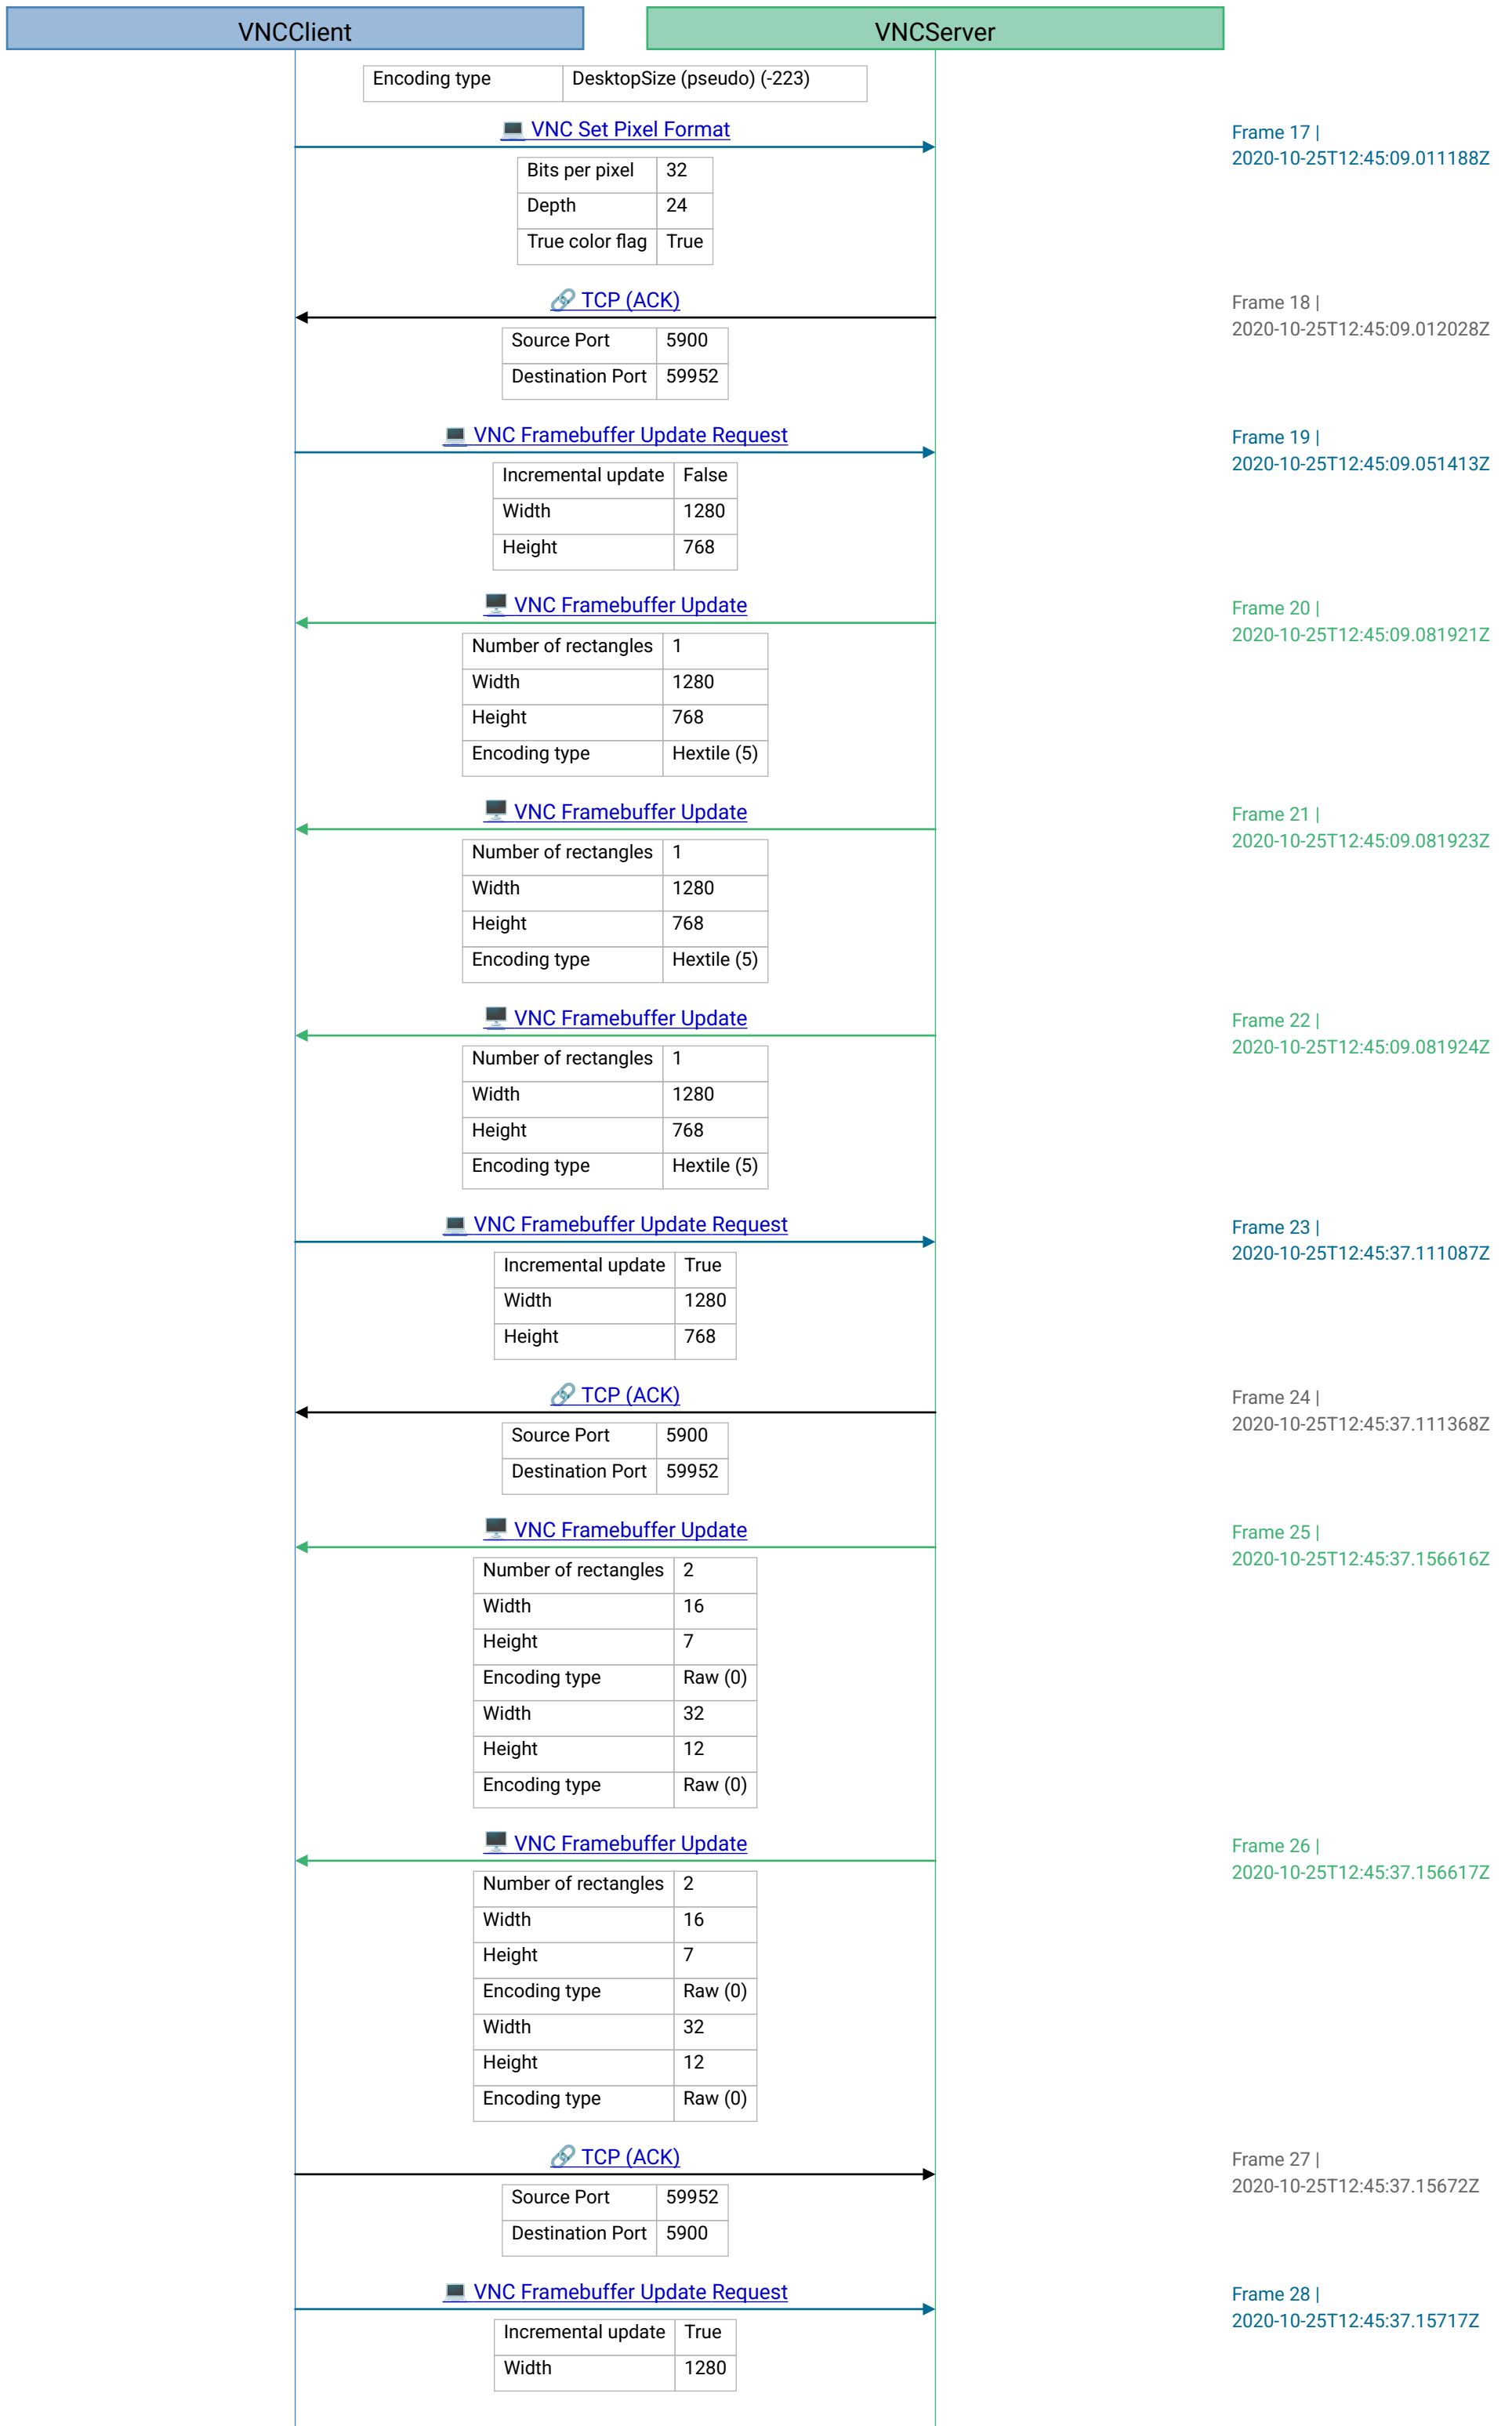 VNCClient
VNCServer
Encoding type DesktopSize (pseudo) (-223)
VNC Set Pixel Format
Frame 17 |
2020-10-25T12:45:09.011188Z
Bits per pixel 32
Depth 24
True color flag True
TCP (ACK)
Frame 18 |
2020-10-25T12:45:09.012028Z
Source Port 5900
Destination Port 59952
VNC Framebuffer Update Request
Frame 19 |
2020-10-25T12:45:09.051413Z
Incremental update False
Width 1280
Height 768
VNC Framebuffer Update
Frame 20 |
2020-10-25T12:45:09.081921Z
Number of rectangles 1
Width 1280
Height 768
Encoding type Hextile (5)
VNC Framebuffer Update
Frame 21 |
2020-10-25T12:45:09.081923Z
Number of rectangles 1
Width 1280
Height 768
Encoding type Hextile (5)
VNC Framebuffer Update
Frame 22 |
2020-10-25T12:45:09.081924Z
Number of rectangles 1
Width 1280
Height 768
Encoding type Hextile (5)
VNC Framebuffer Update Request
Frame 23 |
2020-10-25T12:45:37.111087Z
Incremental update True
Width 1280
Height 768
TCP (ACK)
Frame 24 |
2020-10-25T12:45:37.111368Z
Source Port 5900
Destination Port 59952
VNC Framebuffer Update
Frame 25 |
2020-10-25T12:45:37.156616Z
Number of rectangles 2
Width 16
Height 7
Encoding type Raw (0)
Width 32
Height 12
Encoding type Raw (0)
VNC Framebuffer Update
Frame 26 |
2020-10-25T12:45:37.156617Z
Number of rectangles 2
Width 16
Height 7
Encoding type Raw (0)
Width 32
Height 12
Encoding type Raw (0)
TCP (ACK)
Frame 27 |
2020-10-25T12:45:37.15672Z
Source Port 59952
Destination Port 5900
VNC Framebuffer Update Request
Frame 28 |
2020-10-25T12:45:37.15717Z
Incremental update True
Width 1280